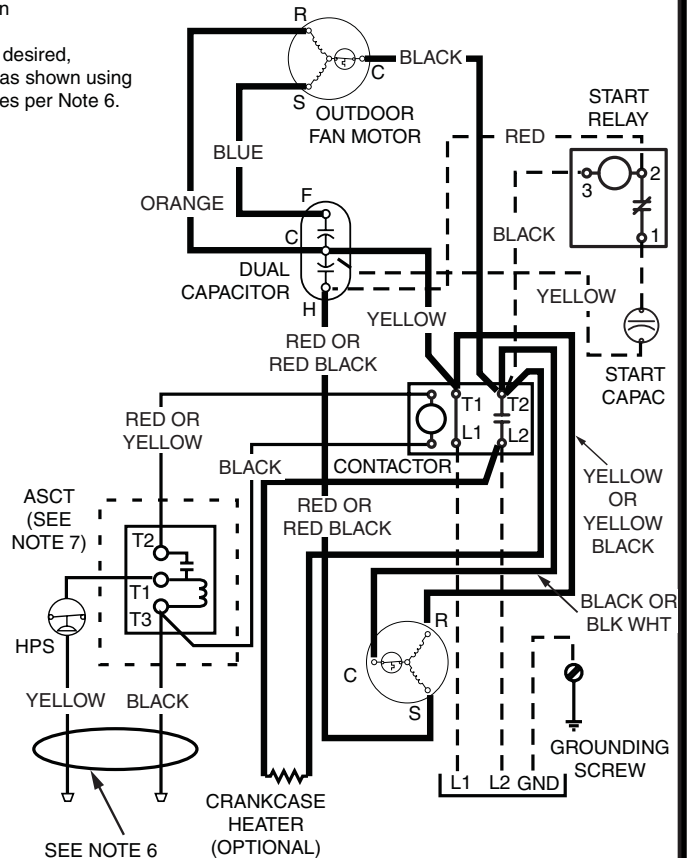 n
desired,
as shown using
es per Note 6.
R
C
S
BLACK
OUTDOOR
FAN MOTOR
START
RELAY
RED
2
3
1
BLUE
ORANGE
F
C
H
DUAL
CAPACITOR
BLACK
YELLOW
YELLOW
START
CAPAC
RED OR
RED BLACK
T1
T2
L1
L2
CONTACTOR
RED OR
YELLOW
BLACK
RED OR
RED BLACK
YELLOW
OR
YELLOW
BLACK
ASCT
(SEE
NOTE 7)
T2
T1
T3
HPS
BLACK OR
BLK WHT
R
C
S
YELLOW
BLACK
GROUNDING
SCREW
L1 L2 GND
CRANKCASE
HEATER
(OPTIONAL)
SEE NOTE 6